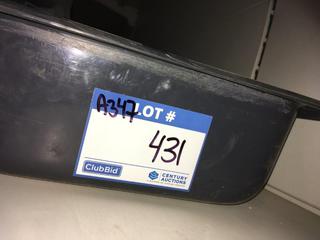 A347 LOT #
431
ClubBid
CENTURY
AUCTIONS